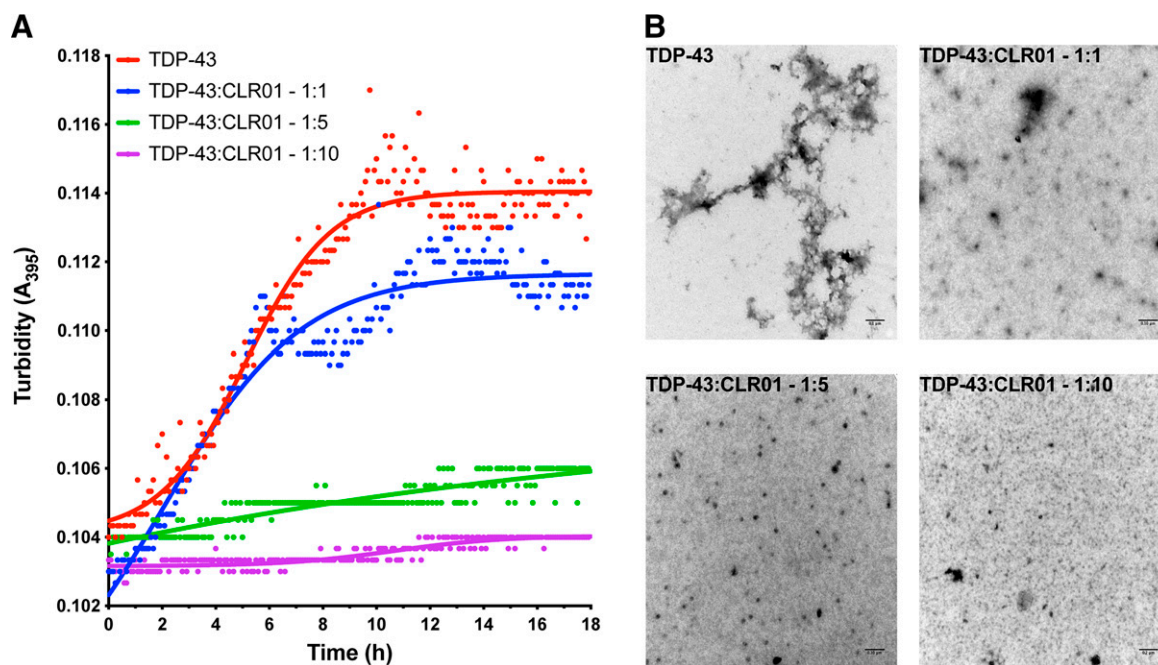 A
0.118
0.116
0.114
0.112
0.110
0.108
0.106
0.104
0.102
Turbidity (A395)
TDP-43
TDP-43:CLR01 - 1:1
TDP-43:CLR01 - 1:5
TDP-43:CLR01 - 1:10
0 2 4 6 8 10 12 14 16 18
Time (h)
B
TDP-43
TDP-43:CLR01 - 1:1
TDP-43:CLR01 - 1:5
TDP-43:CLR01 - 1:10